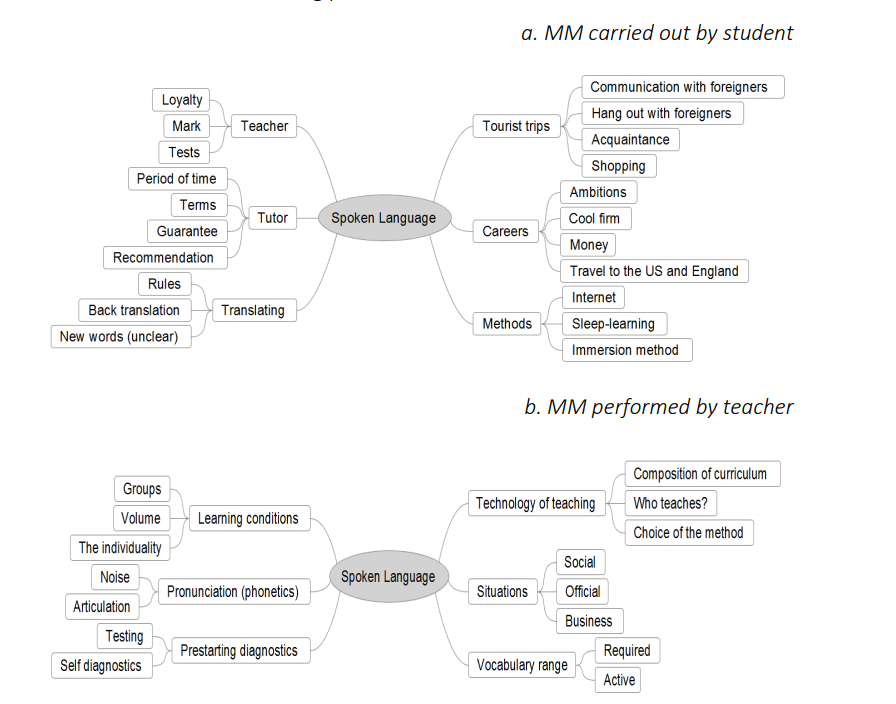 a. MM carried out by student
Loyalty
Mark
Tests
Teacher
Period of time
Terms
Guarantee
Recommendation
Tutor
Rules
Back translation
New words (unclear)
Translating
Spoken Language
Tourist trips
Communication with foreigners
Hang out with foreigners
Acquaintance
Shopping
Careers
Ambitions
Cool firm
Money
Travel to the US and England
Methods
Internet
Sleep-learning
Immersion method
b. MM performed by teacher
Groups
Volume
The individuality
Learning conditions
Noise
Articulation
Pronunciation (phonetics)
Testing
Self diagnostics
Prestarting diagnostics
Spoken Language
Technology of teaching
Composition of curriculum
Who teaches?
Choice of the method
Situations
Social
Official
Business
Vocabulary range
Required
Active